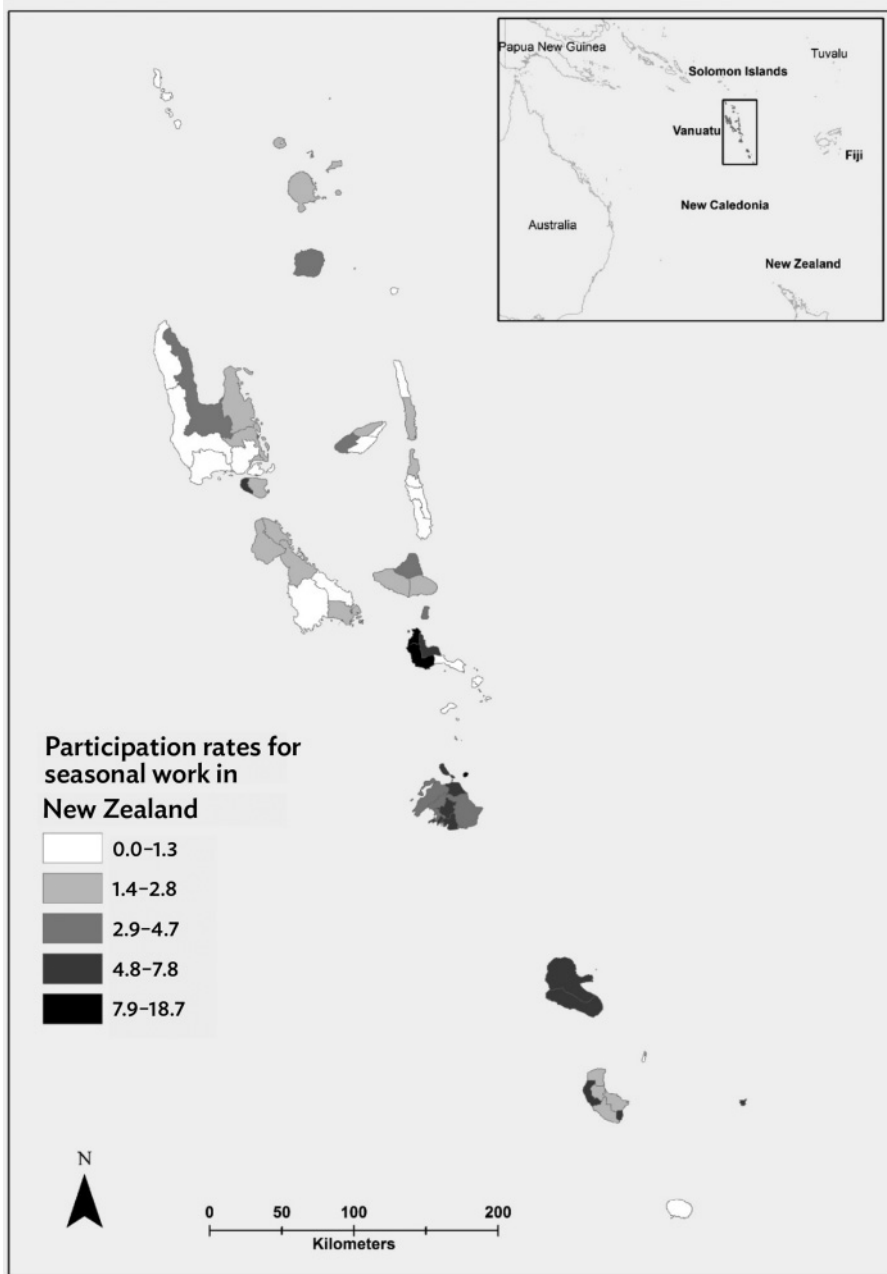 Papua New Guinea
Tuvalu
Solomon Islands
Vanuatu
Fiji
New Caledonia
Australia
New Zealand
Participation rates for
seasonal work in
New Zealand
0.0–1.3
1.4–2.8
2.9–4.7
4.8–7.8
7.9–18.7
N
0 50 100 200
Kilometers